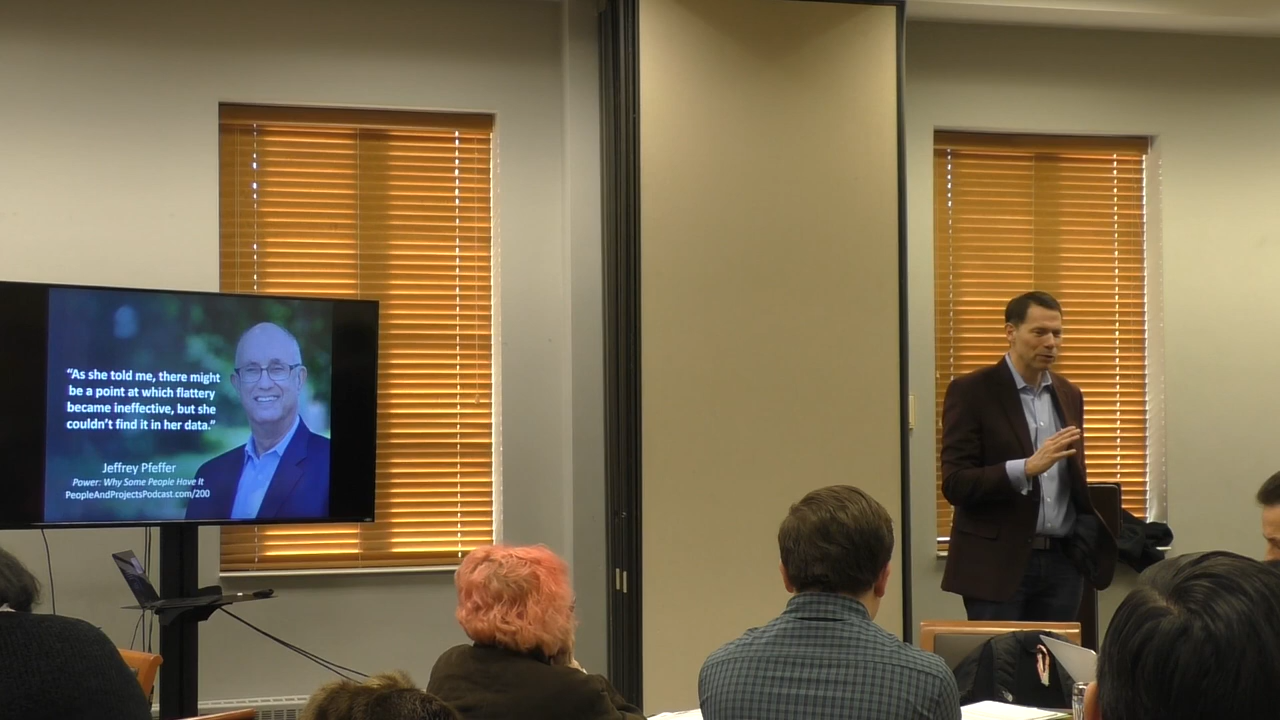 “As she told me, there might
be a point at which flattery
became ineffective, but she
couldn’t find it in her data.”
Jeffrey Pfeffer
Power: Why Some People Have It
PeopleAndProjectsPodcast.com/200